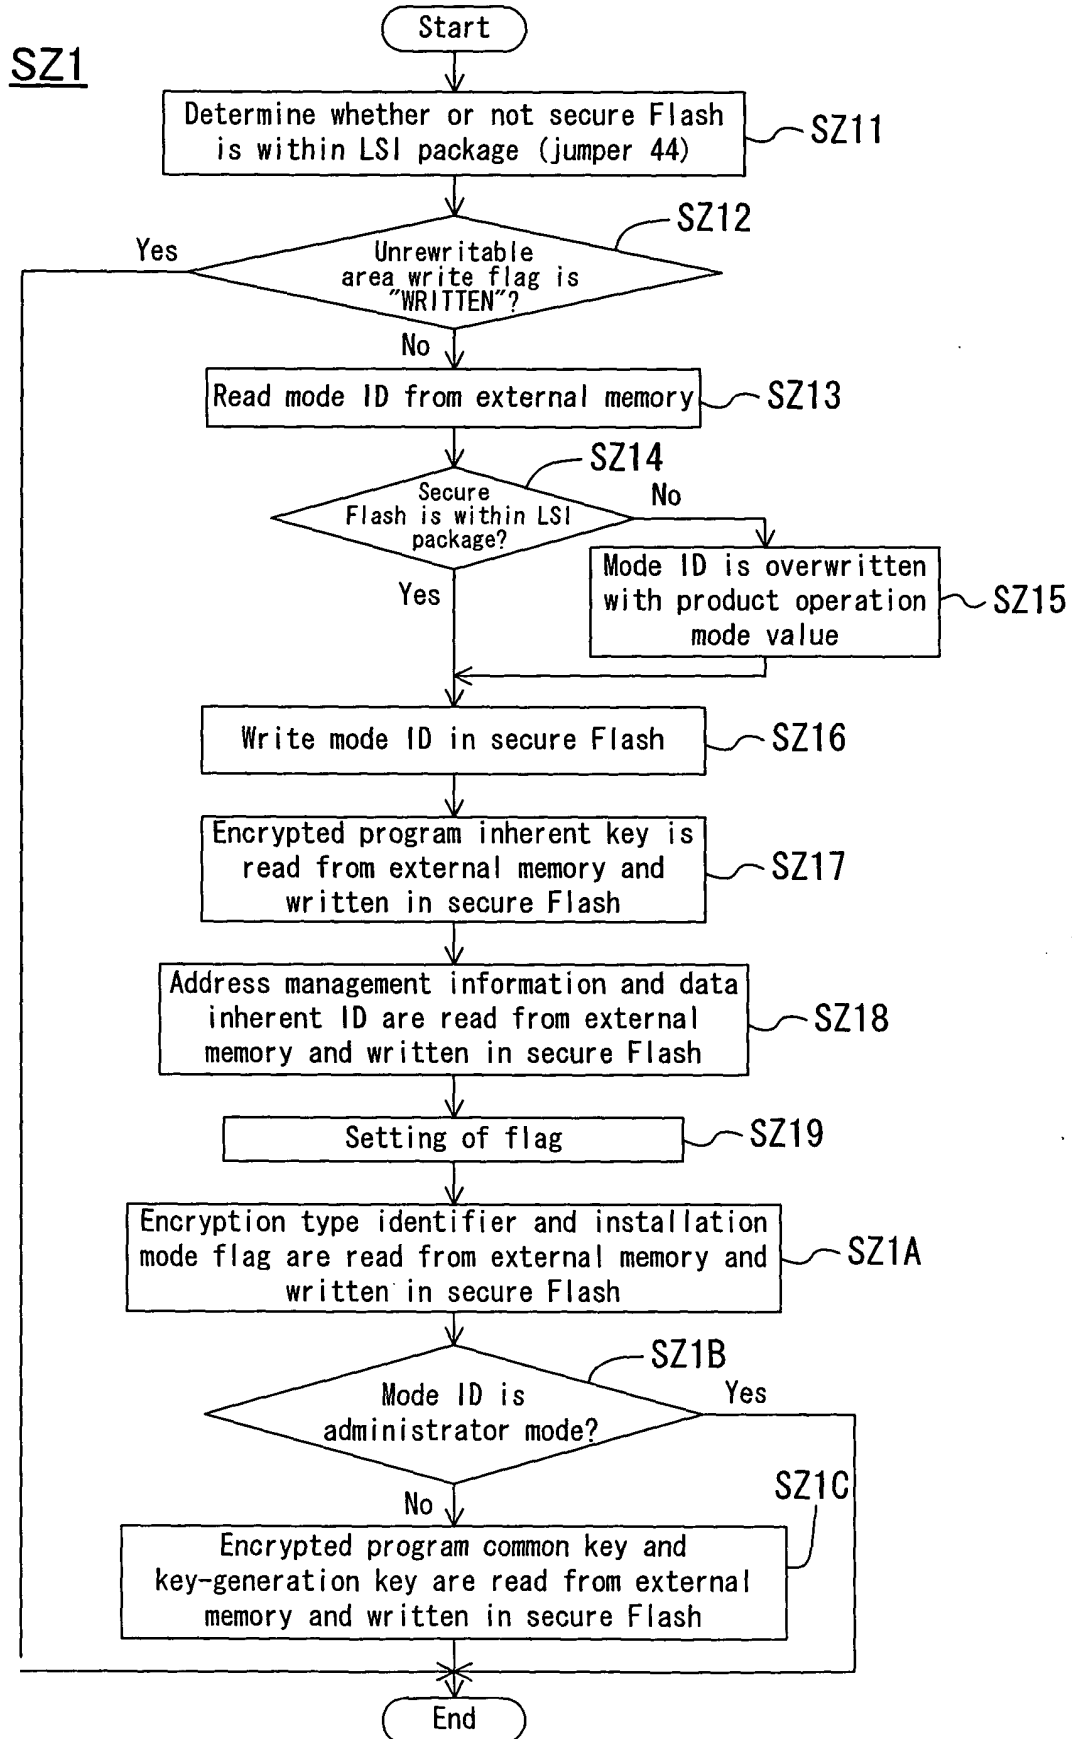 Start
SZ1
Determine whether or not secure Flash
is within LSI package (jumper 44)
SZ11
SZ12
Yes
Unrewritable
area write flag is
"WRITTEN"?
No
Read mode ID from external memory
SZ13
SZ14
Secure
Flash is within LSI
package?
No
Yes
Mode ID is overwritten
with product operation
mode value
SZ15
Write mode ID in secure Flash
SZ16
Encrypted program inherent key is
read from external memory and
written in secure Flash
SZ17
Address management information and data
inherent ID are read from external
memory and written in secure Flash
SZ18
Setting of flag
SZ19
Encryption type identifier and installation
mode flag are read from external memory and
written in secure Flash
SZ1A
SZ1B
Mode ID is
administrator mode?
Yes
No
SZ1C
Encrypted program common key and
key-generation key are read from external
memory and written in secure Flash
End